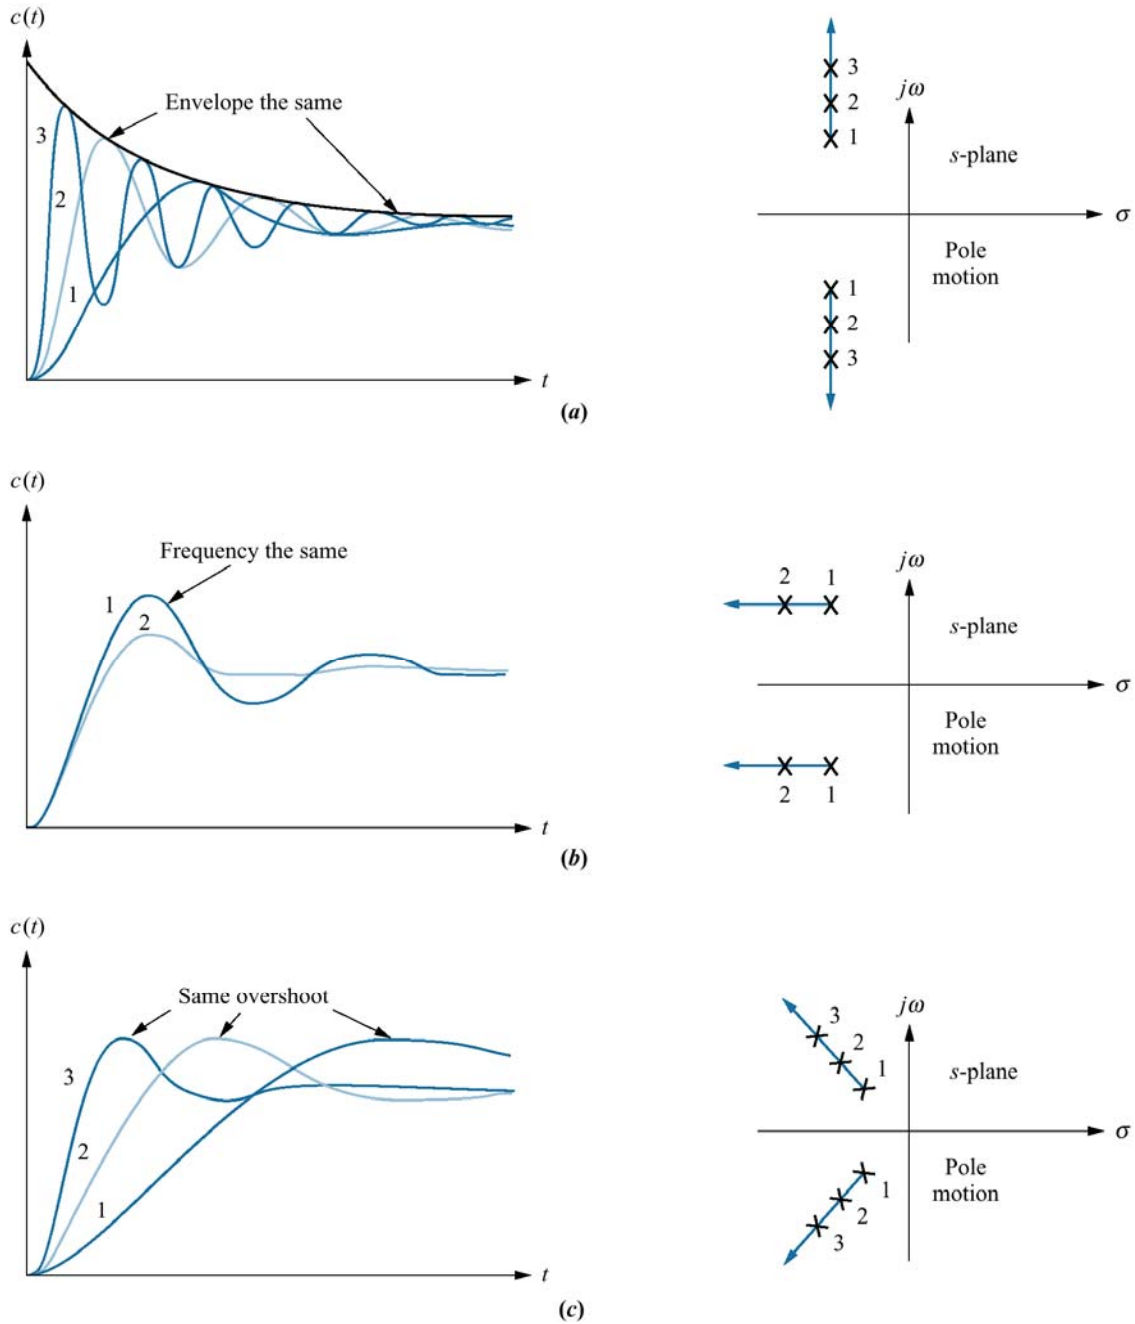 c(t)
Envelope the same
3
2
1
t
3
2
1
jω
s-plane
σ
Pole
motion
1
2
3
(a)
c(t)
Frequency the same
1
2
t
2 1
jω
s-plane
σ
Pole
motion
2 1
(b)
c(t)
Same overshoot
3
2
1
t
3
2
1
jω
s-plane
σ
Pole
motion
1
2
3
(c)